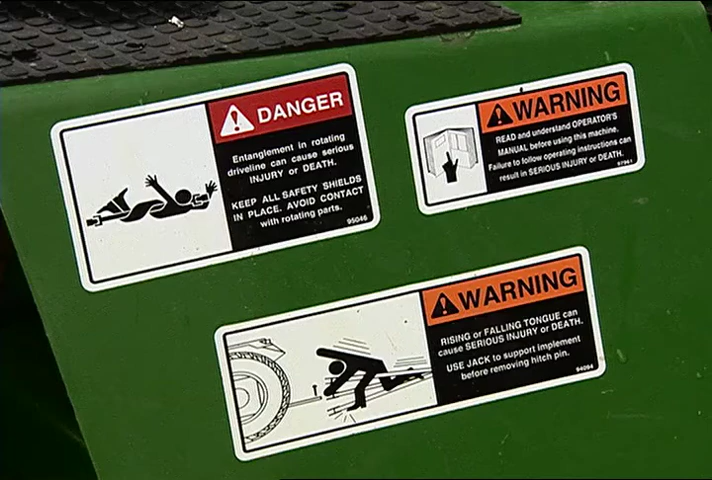 DANGER
Entanglement in rotating
driveline can cause serious
INJURY or DEATH.
KEEP ALL SAFETY SHIELDS
IN PLACE. AVOID CONTACT
with rotating parts.
95046
WARNING
READ and understand OPERATOR'S
MANUAL before using this machine.
Failure to follow operating instructions can
result in SERIOUS INJURY or DEATH.
WARNING
RISING or FALLING TONGUE can
cause SERIOUS INJURY or DEATH.
USE JACK to support implement
before removing hitch pin.
94094